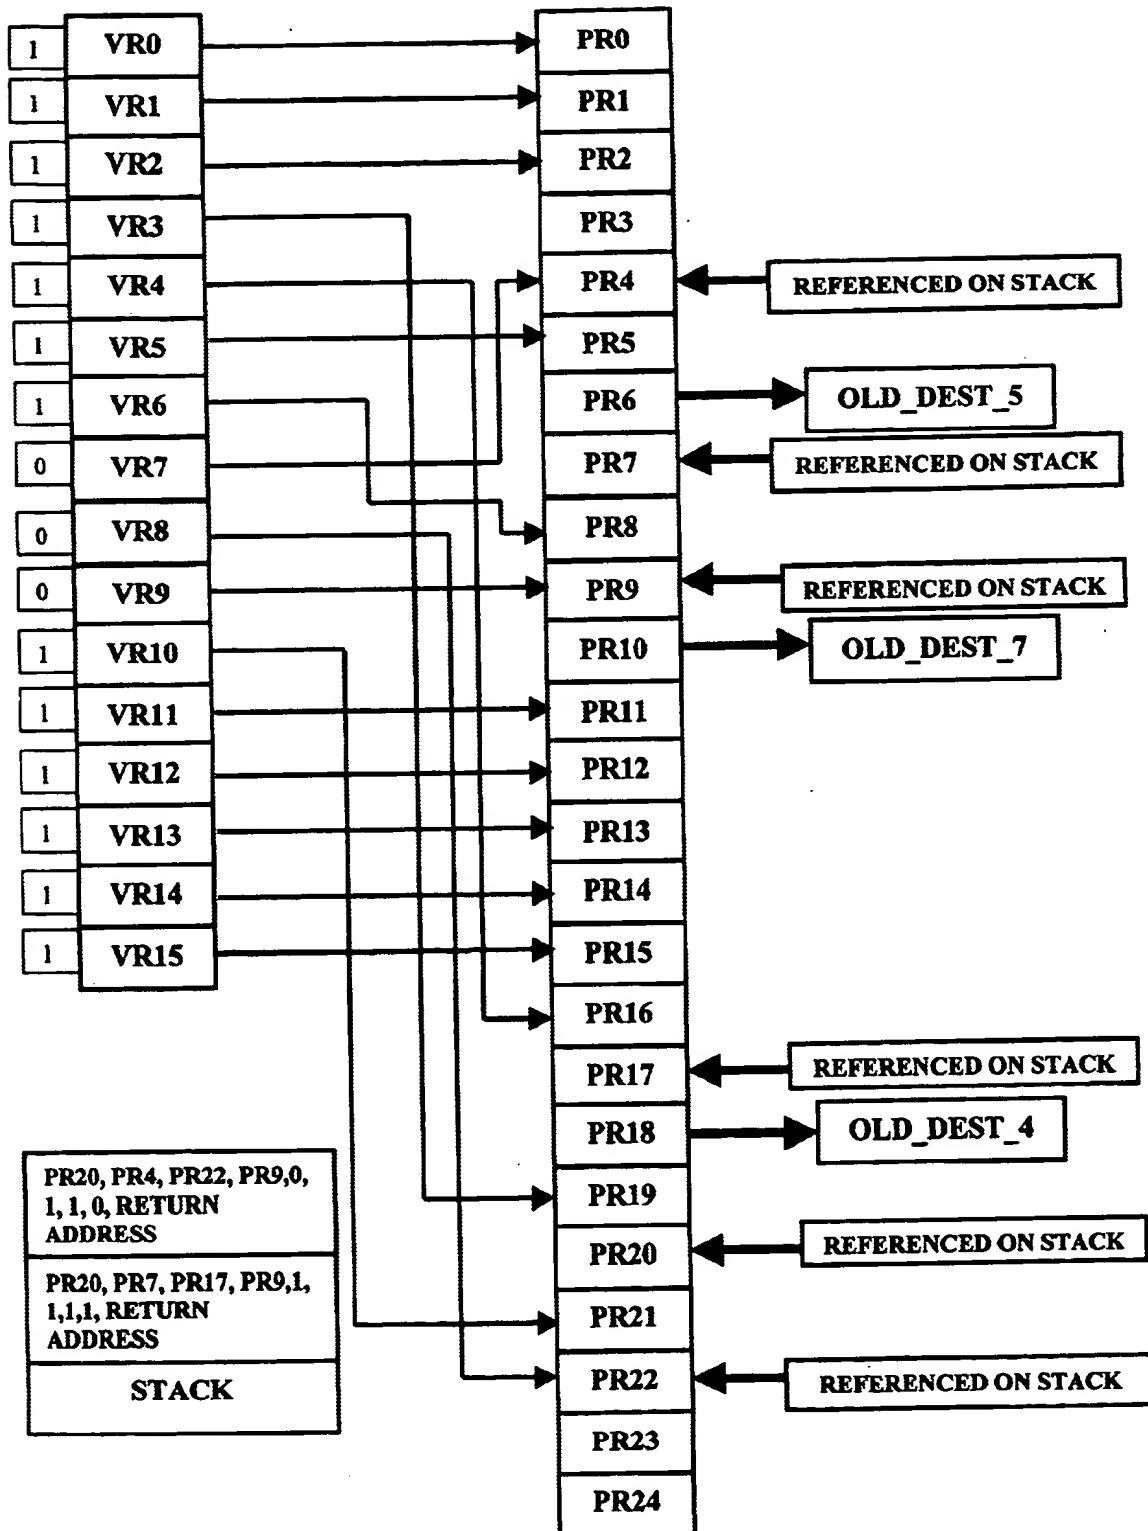 1 VR0 PR0
1 VR1 PR1
1 VR2 PR2
1 VR3 PR3
1 VR4 PR4 REFERENCED ON STACK
1 VR5 PR5
1 VR6 PR6 OLD_DEST_5
0 VR7 PR7 REFERENCED ON STACK
0 VR8 PR8
0 VR9 PR9 REFERENCED ON STACK
1 VR10 PR10 OLD_DEST_7
1 VR11 PR11
1 VR12 PR12
1 VR13 PR13
1 VR14 PR14
1 VR15 PR15
PR16
PR17 REFERENCED ON STACK
PR18 OLD_DEST_4
PR19
PR20 REFERENCED ON STACK
PR21
PR22 REFERENCED ON STACK
PR23
PR24
PR20, PR4, PR22, PR9,0,
1, 1, 0, RETURN
ADDRESS
PR20, PR7, PR17, PR9,1,
1,1,1, RETURN
ADDRESS
STACK